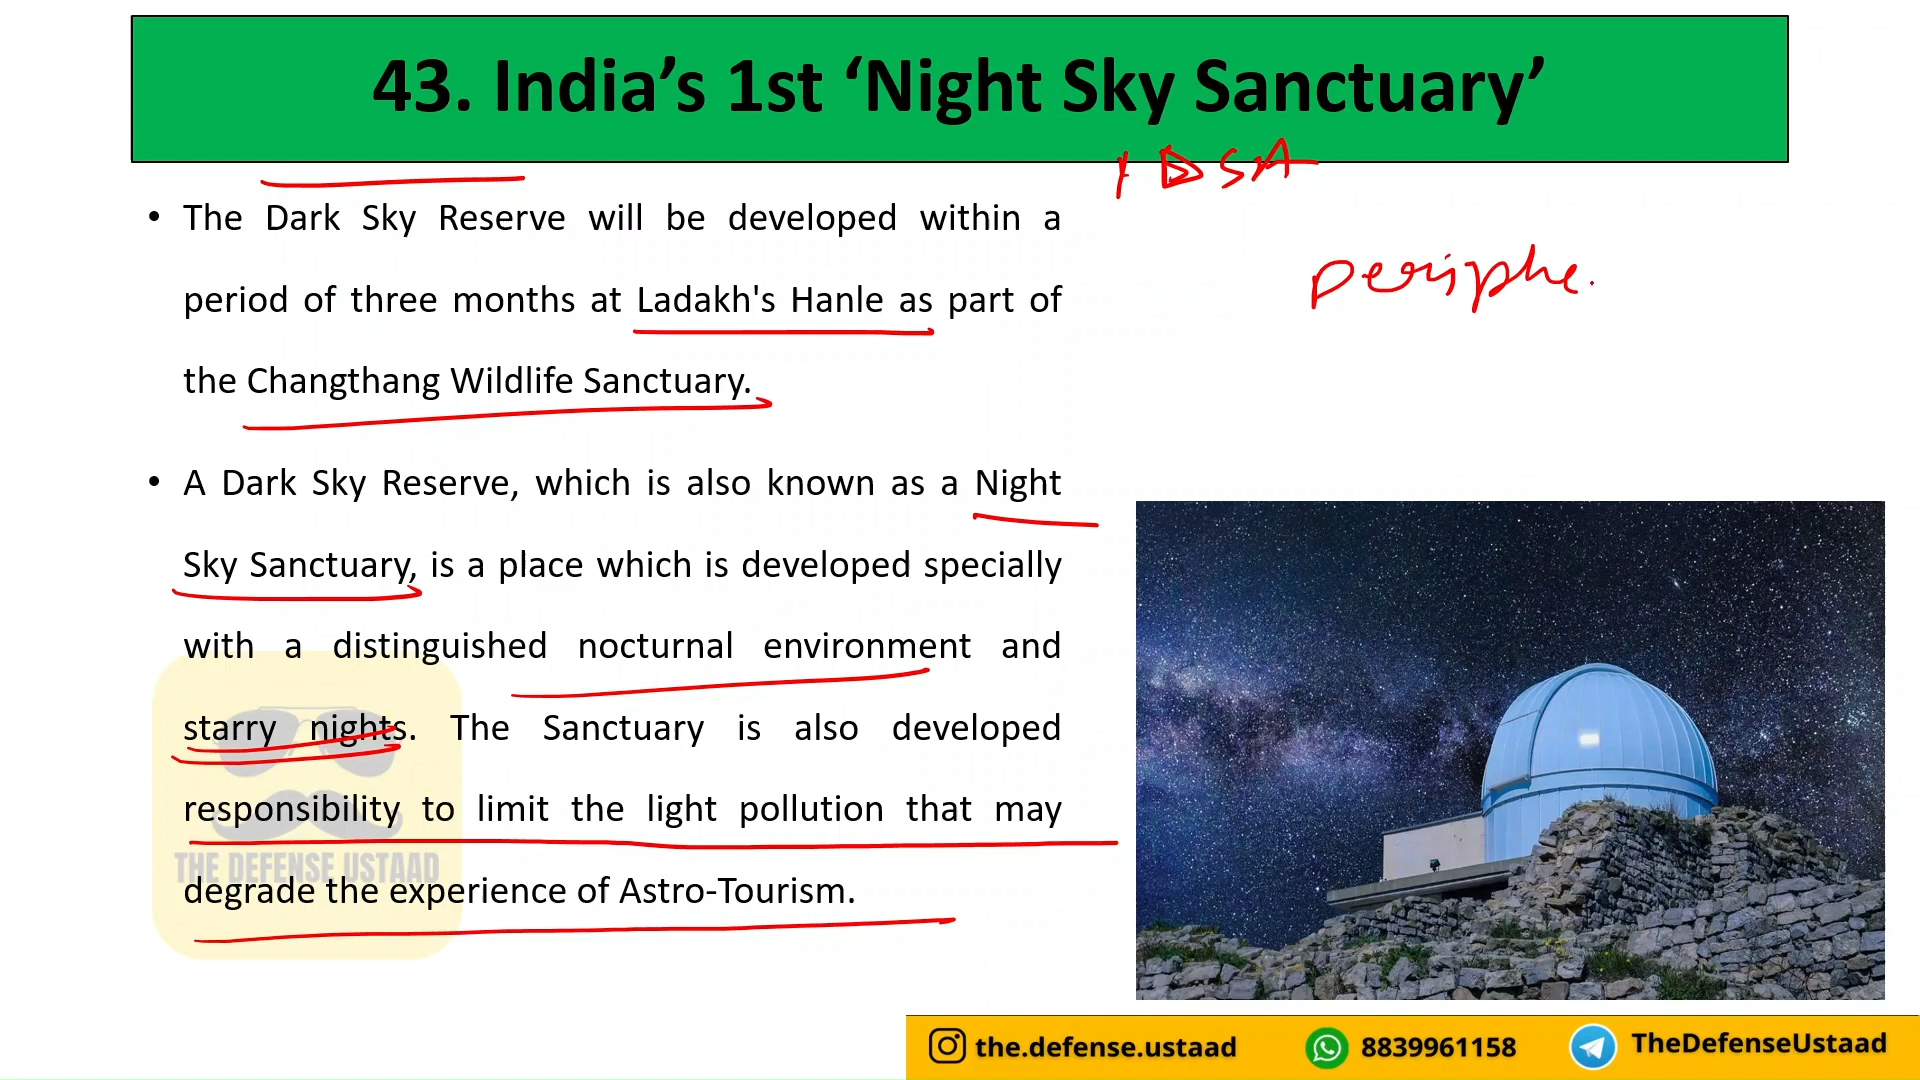 43. India’s 1st ‘Night Sky Sanctuary’
IDSA
• The Dark Sky Reserve will be developed within a
periphe.
period of three months at Ladakh's Hanle as part of
the Changthang Wildlife Sanctuary.
• A Dark Sky Reserve, which is also known as a Night
Sky Sanctuary, is a place which is developed specially
with a distinguished nocturnal environment and
starry nights. The Sanctuary is also developed
responsibility to limit the light pollution that may
THE DEFENSE USTAAD
degrade the experience of Astro-Tourism.
the.defense.ustaad 8839961158 TheDefenseUstaad